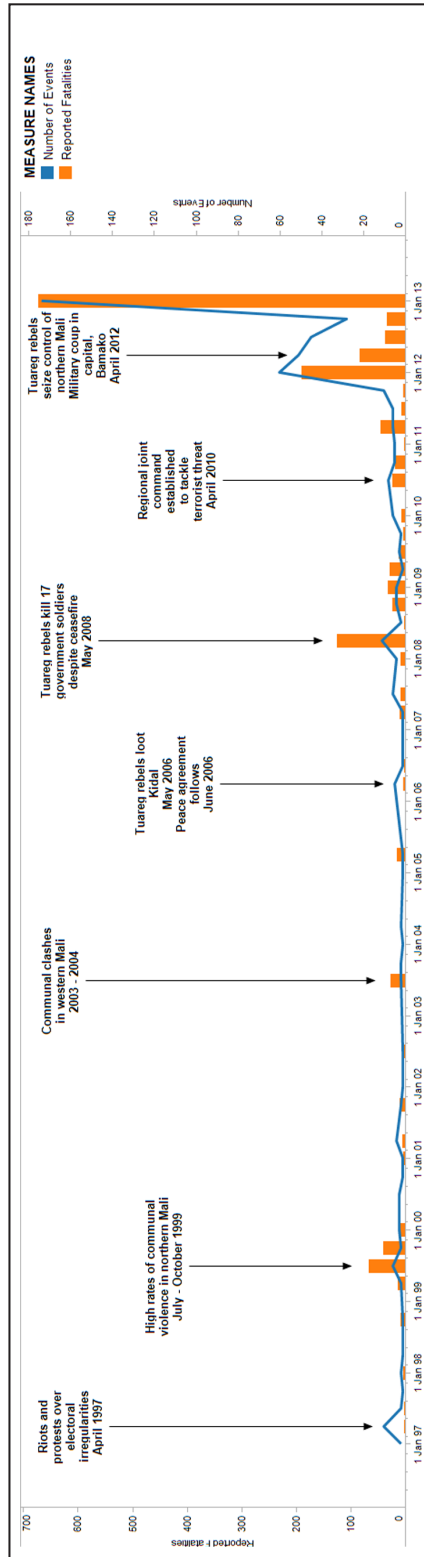 MEASURE NAMES
Number of Events
Reported Fatalities
Riots and
protests over
electoral
irregularities
April 1997
High rates of communal
violence in northern Mali
July - October 1999
Communal clashes
in western Mali
2003 - 2004
Tuareg rebels loot
Kidal
May 2006
Peace agreement
follows
June 2006
Tuareg rebels kill 17
government soldiers
despite ceasefire
May 2008
Regional joint
command
established
to tackle
terrorist threat
April 2010
Tuareg rebels
seize control of
northern Mali
Military coup in
capital,
Bamako
April 2012
Reported Fatalities
700
600
500
400
300
200
100
0
Number of Events
180
160
140
120
100
80
60
40
20
0
1 Jan 97
1 Jan 98
1 Jan 99
1 Jan 00
1 Jan 01
1 Jan 02
1 Jan 03
1 Jan 04
1 Jan 05
1 Jan 06
1 Jan 07
1 Jan 08
1 Jan 09
1 Jan 10
1 Jan 11
1 Jan 12
1 Jan 13